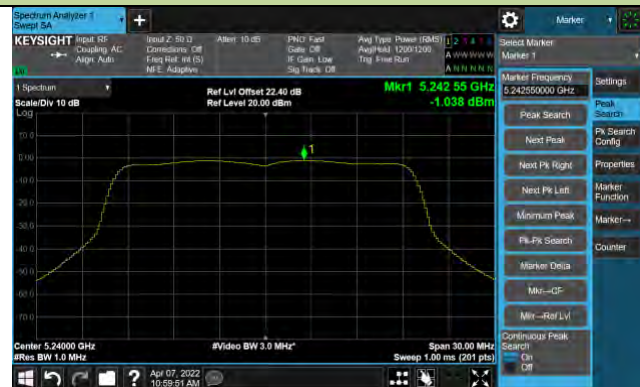 Spectrum Analyzer 1
Swept SA
Marker
KEYSIGHT
Input: RF
Coupling: AC
Align: Auto
Input Z: 50 Ω
Corrections: Off
Freq Ref: Int (S)
NFE: Adaptive
Atten: 10 dB
PNO: Fast
Gate: Off
IF Gain: Low
Sig Track: Off
Avg Type: Power (RMS)
Avg|Hold: 1200/1200
Trig: Free Run
A W W W W W
A N N N N N
Select Marker
Marker 1
1 Spectrum
Scale/Div 10 dB
Log
Ref Lvl Offset 22.40 dB
Ref Level 20.00 dBm
Mkr1 5.242 55 GHz
-1.038 dBm
Marker Frequency
5.242550000 GHz
Settings
Peak Search
Next Peak
Next Pk Right
Next Pk Left
Minimum Peak
Pk-Pk Search
Marker Delta
Mkr→CF
Mkr→Ref Lvl
Continuous Peak
Search
On
Off
Peak
Search
Pk Search
Config
Properties
Marker
Function
Marker→
Counter
10.0
0.00
-10.0
-20.0
-30.0
-40.0
-50.0
-60.0
-70.0
1
Center 5.24000 GHz
#Res BW 1.0 MHz
#Video BW 3.0 MHz*
Span 30.00 MHz
Sweep 1.00 ms (201 pts)
Apr 07, 2022
10:59:51 AM